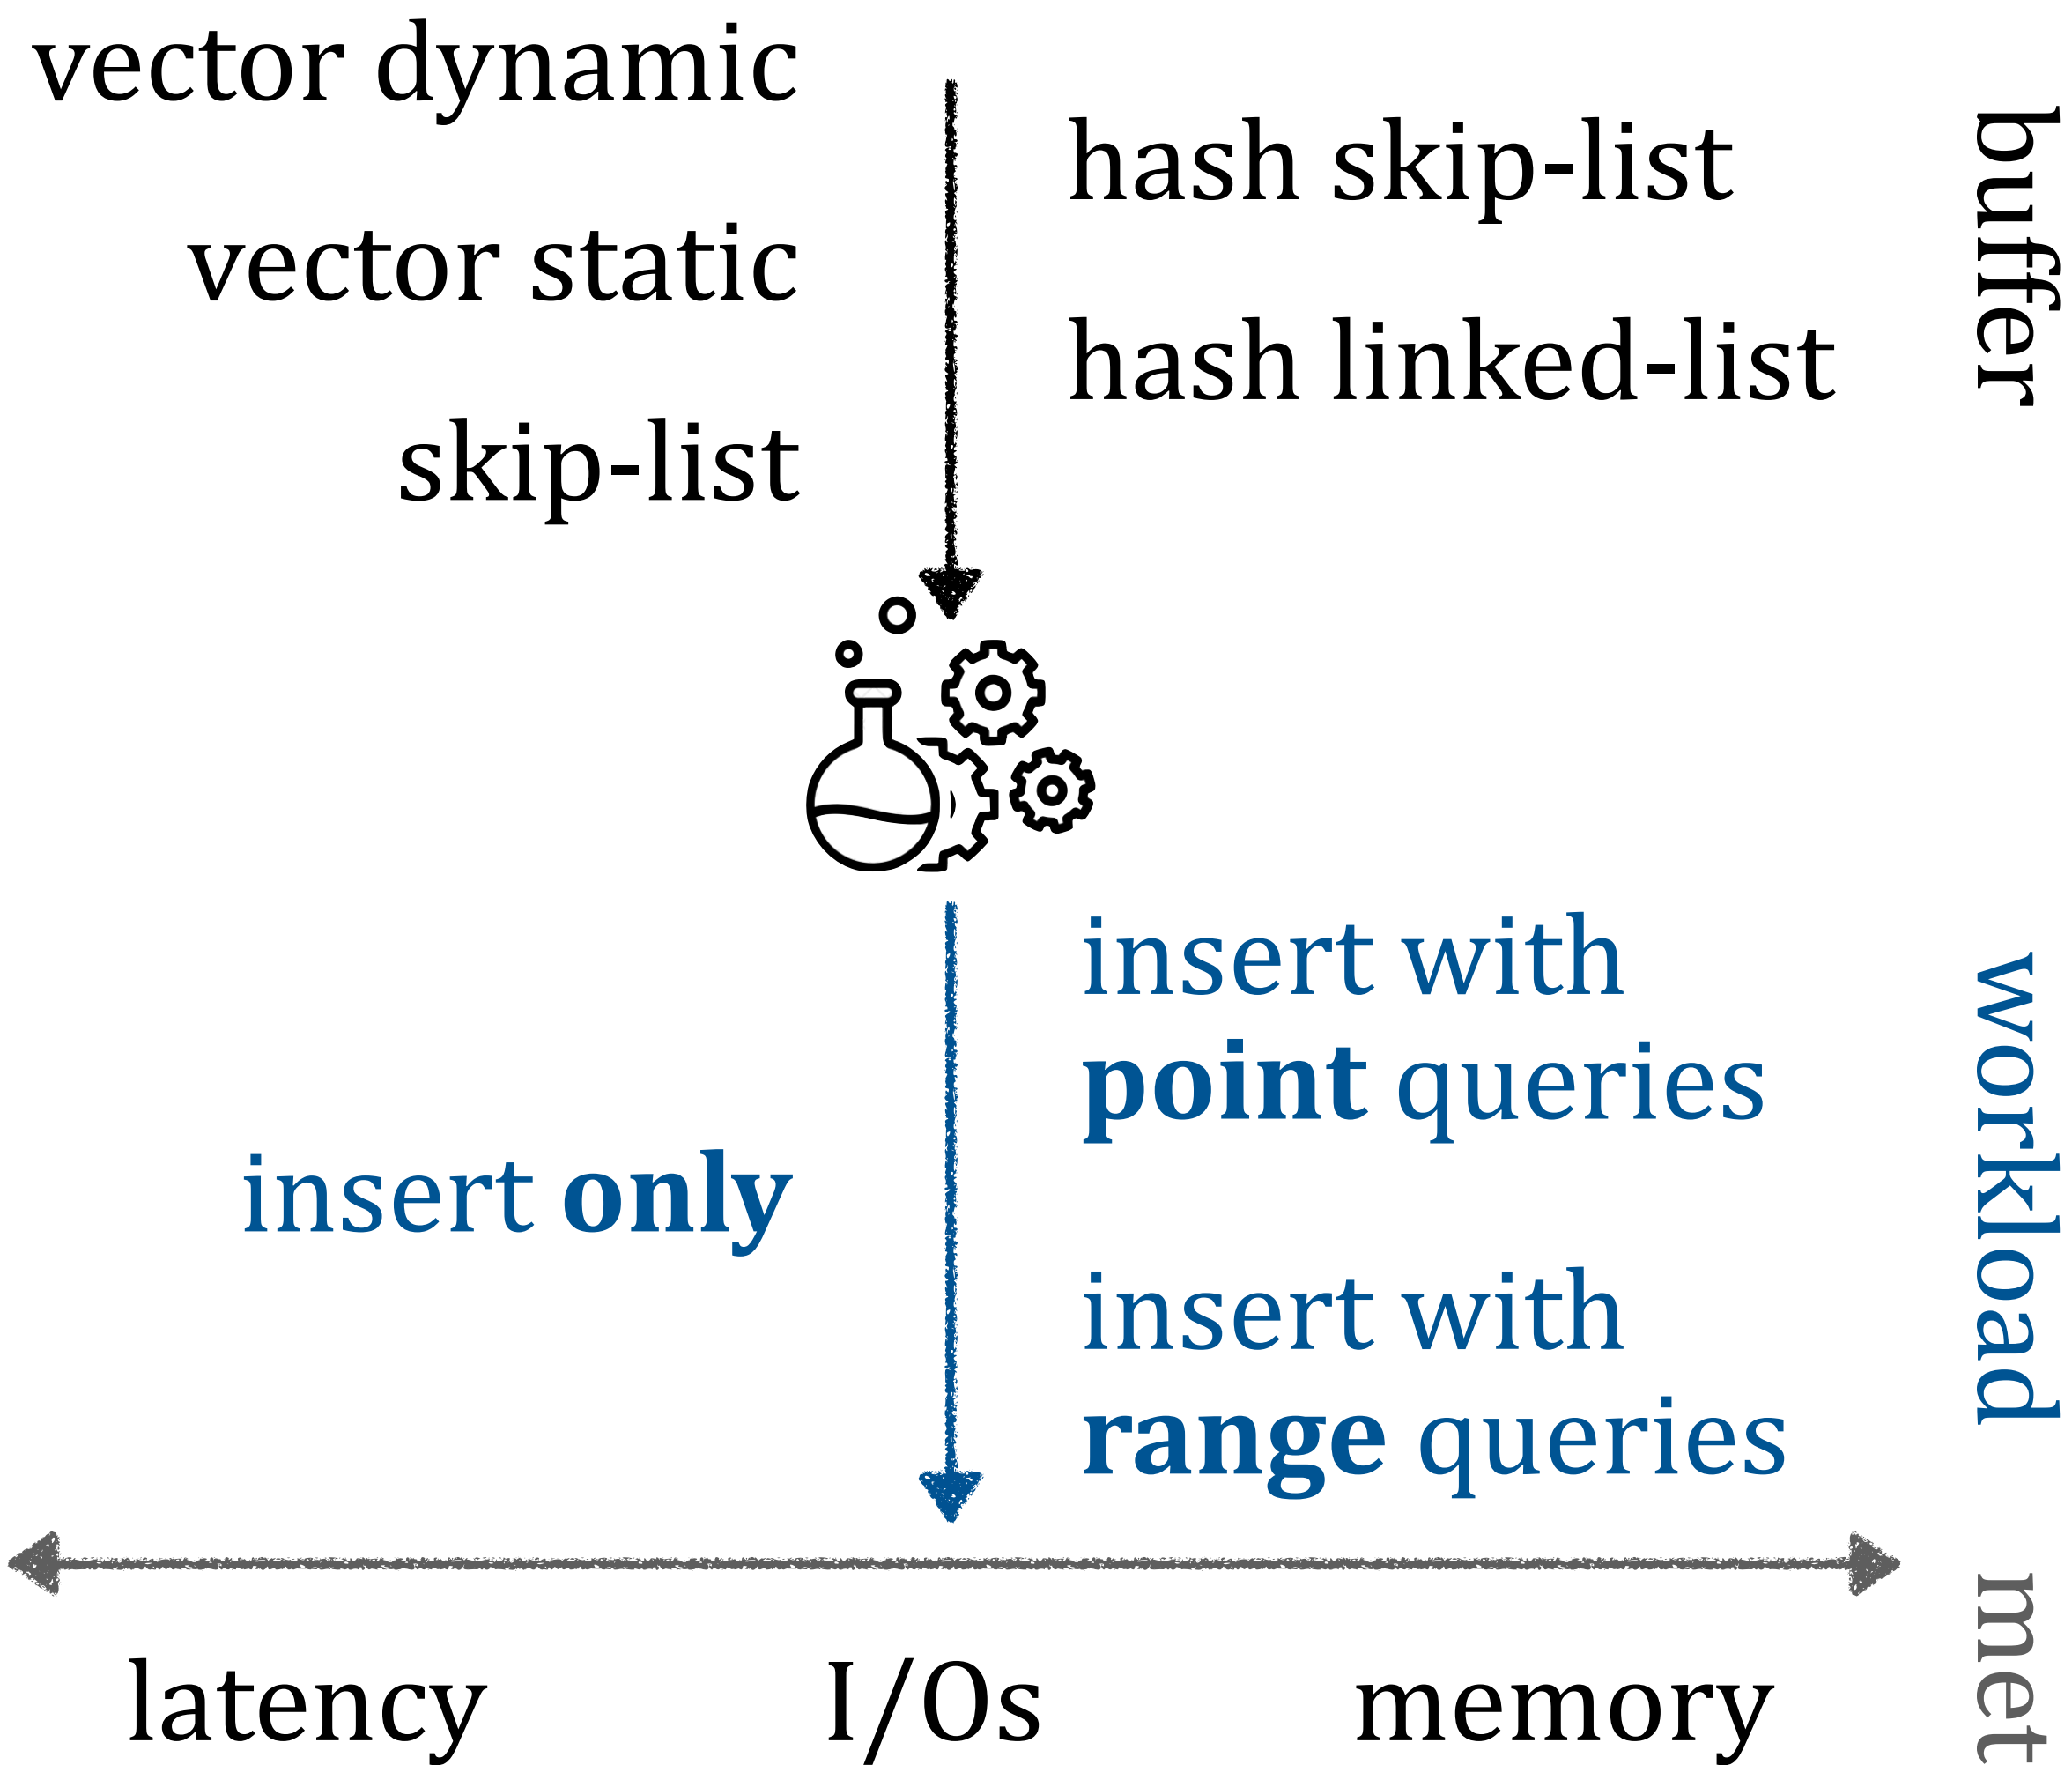 vector dynamic
hash skip-list
vector static
hash linked-list
skip-list
buffer
insert with
point queries
insert only
insert with
range queries
workload
latency
I/Os
memory
met